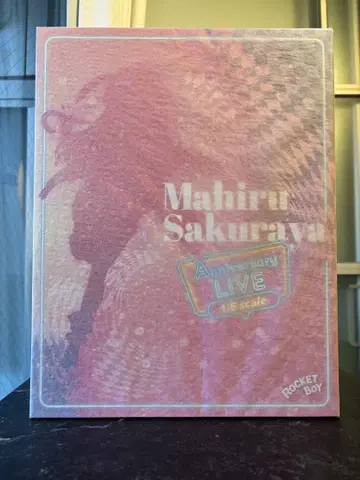 Mahiru
Sakuraya
Anniversary
LIVE
1/6 scale
ROCKET
BOY